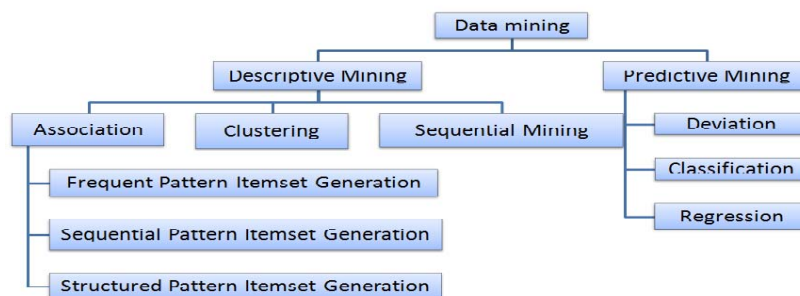 Data mining
Descriptive Mining
Predictive Mining
Association
Clustering
Sequential Mining
Deviation
Classification
Regression
Frequent Pattern Itemset Generation
Sequential Pattern Itemset Generation
Structured Pattern Itemset Generation